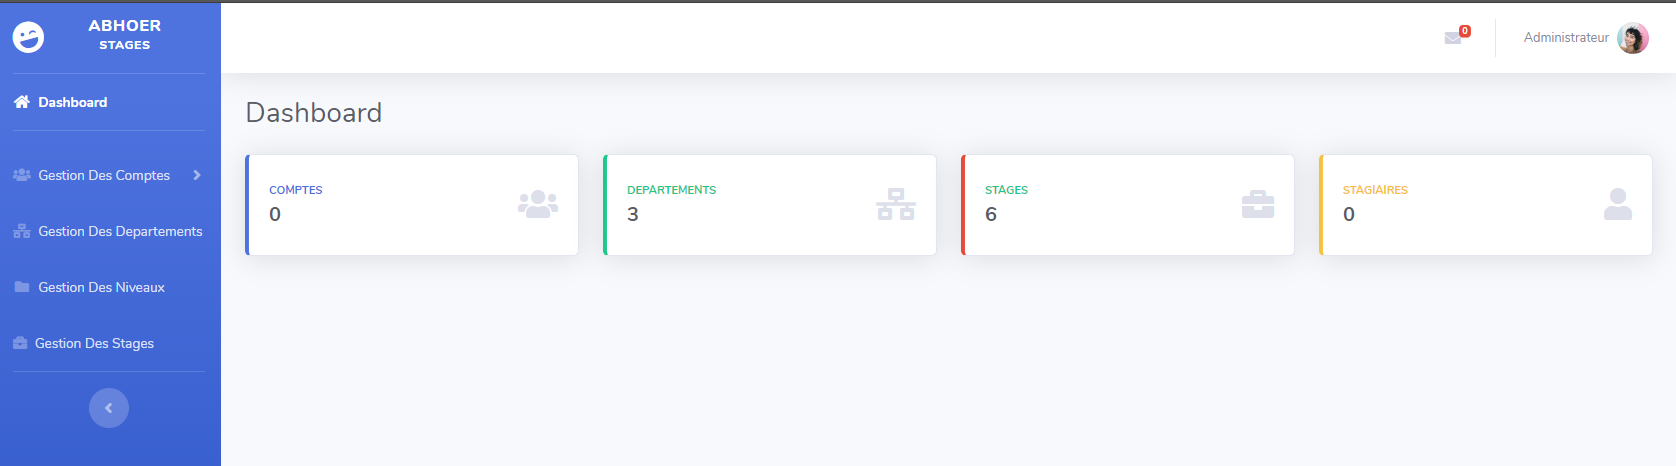 ABHOER
STAGES
0
Administrateur
Dashboard
Dashboard
Gestion Des Comptes
Gestion Des Departements
Gestion Des Niveaux
Gestion Des Stages
COMPTES
0
DEPARTEMENTS
3
STAGES
6
STAGIAIRES
0